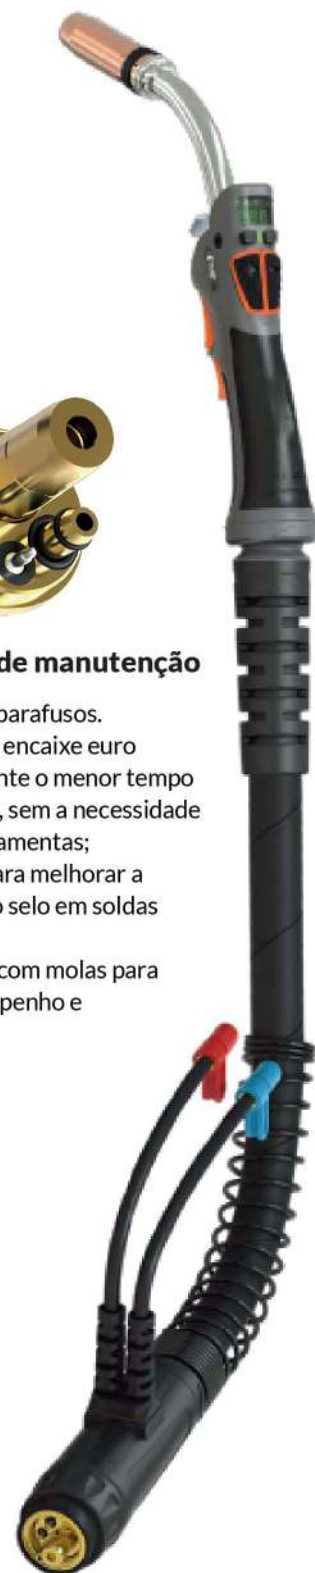 de manutenção
parafusos.
encaixe euro
nte o menor tempo
, sem a necessidade
amentas;
ara melhorar a
o selo em soldas
com molas para
penho e